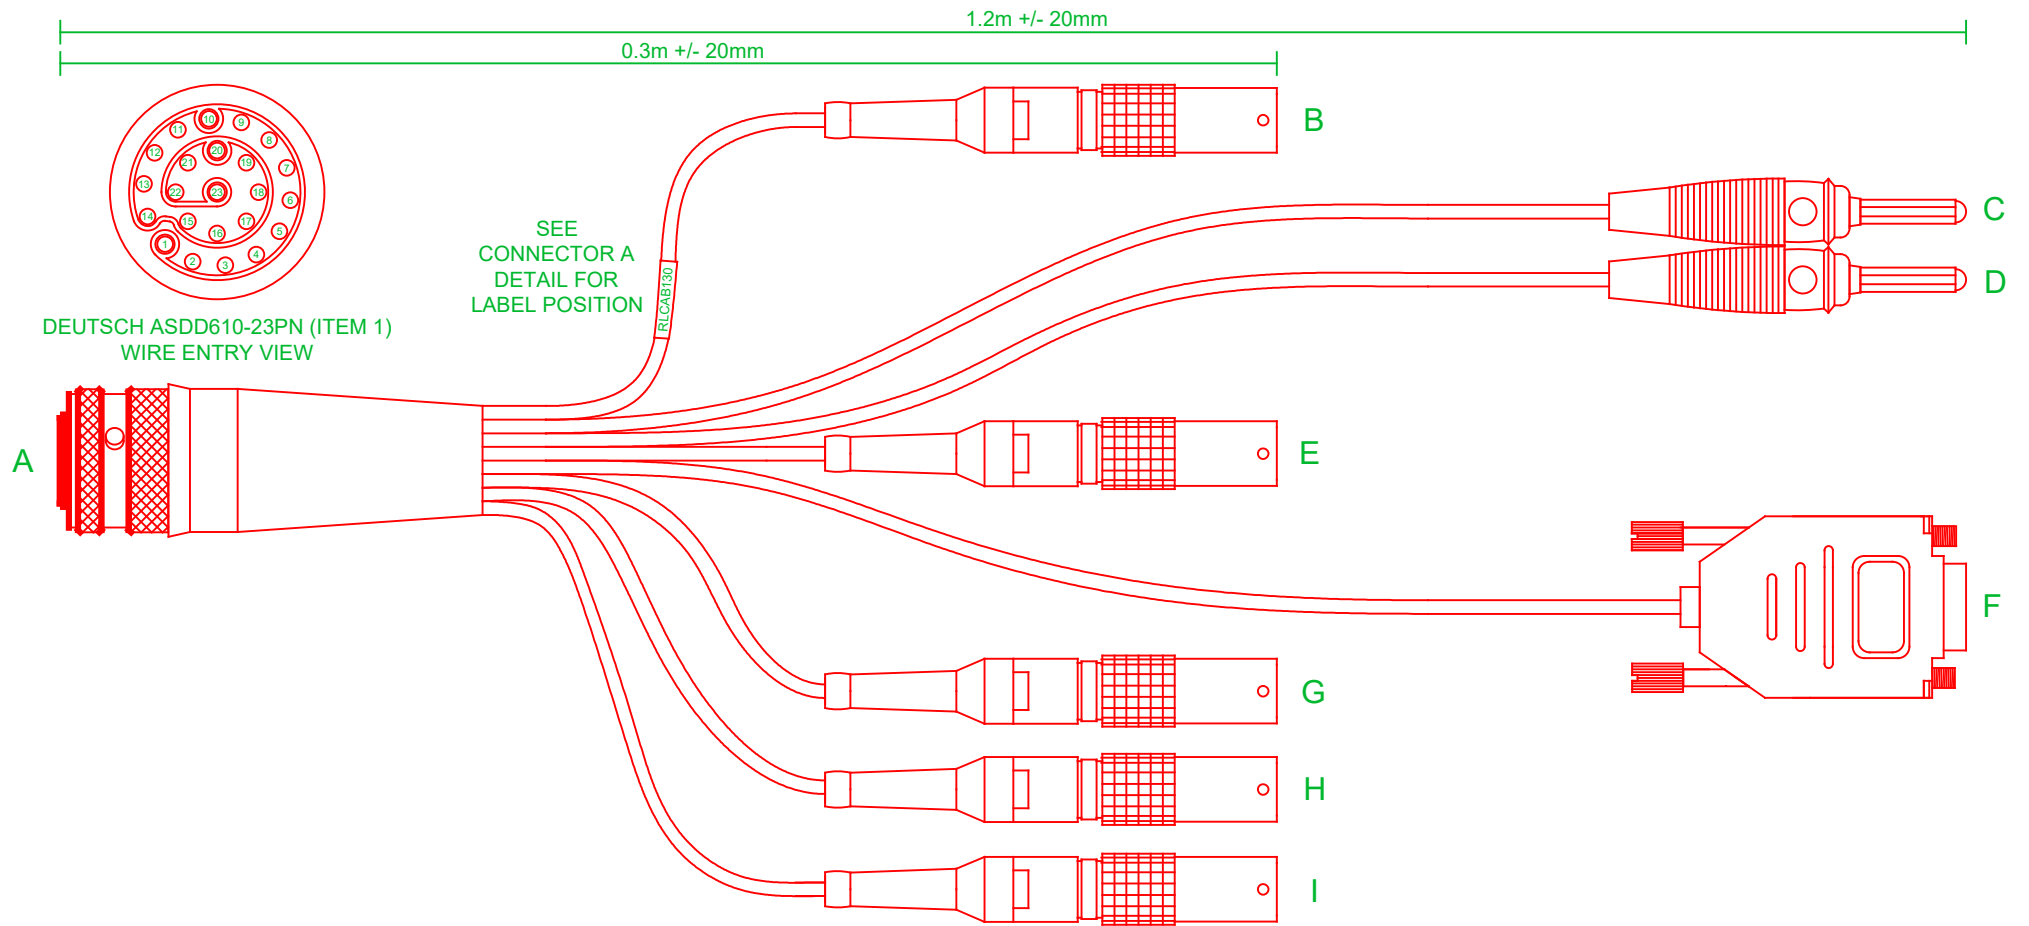 1.2m +/- 20mm
0.3m +/- 20mm
B
10
9
11
8
12
20
21
19
7
13
22
23
18
6
14
15
17
16
5
1
4
2
3
C
SEE
CONNECTOR A
DETAIL FOR
LABEL POSITION
RLCAB130
D
DEUTSCH ASDD610-23PN (ITEM 1)
WIRE ENTRY VIEW
A
E
F
G
H
I